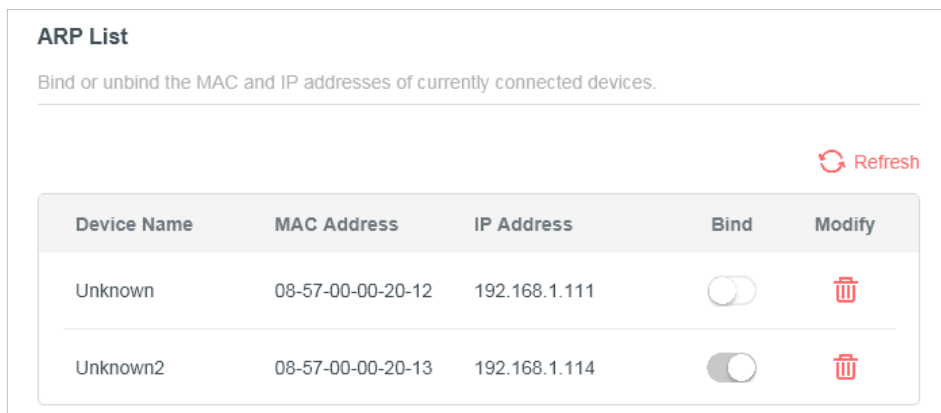 ARP List
Bind or unbind the MAC and IP addresses of currently connected devices.
Refresh
Device Name MAC Address IP Address Bind Modify
Unknown 08-57-00-00-20-12 192.168.1.111
Unknown2 08-57-00-00-20-13 192.168.1.114